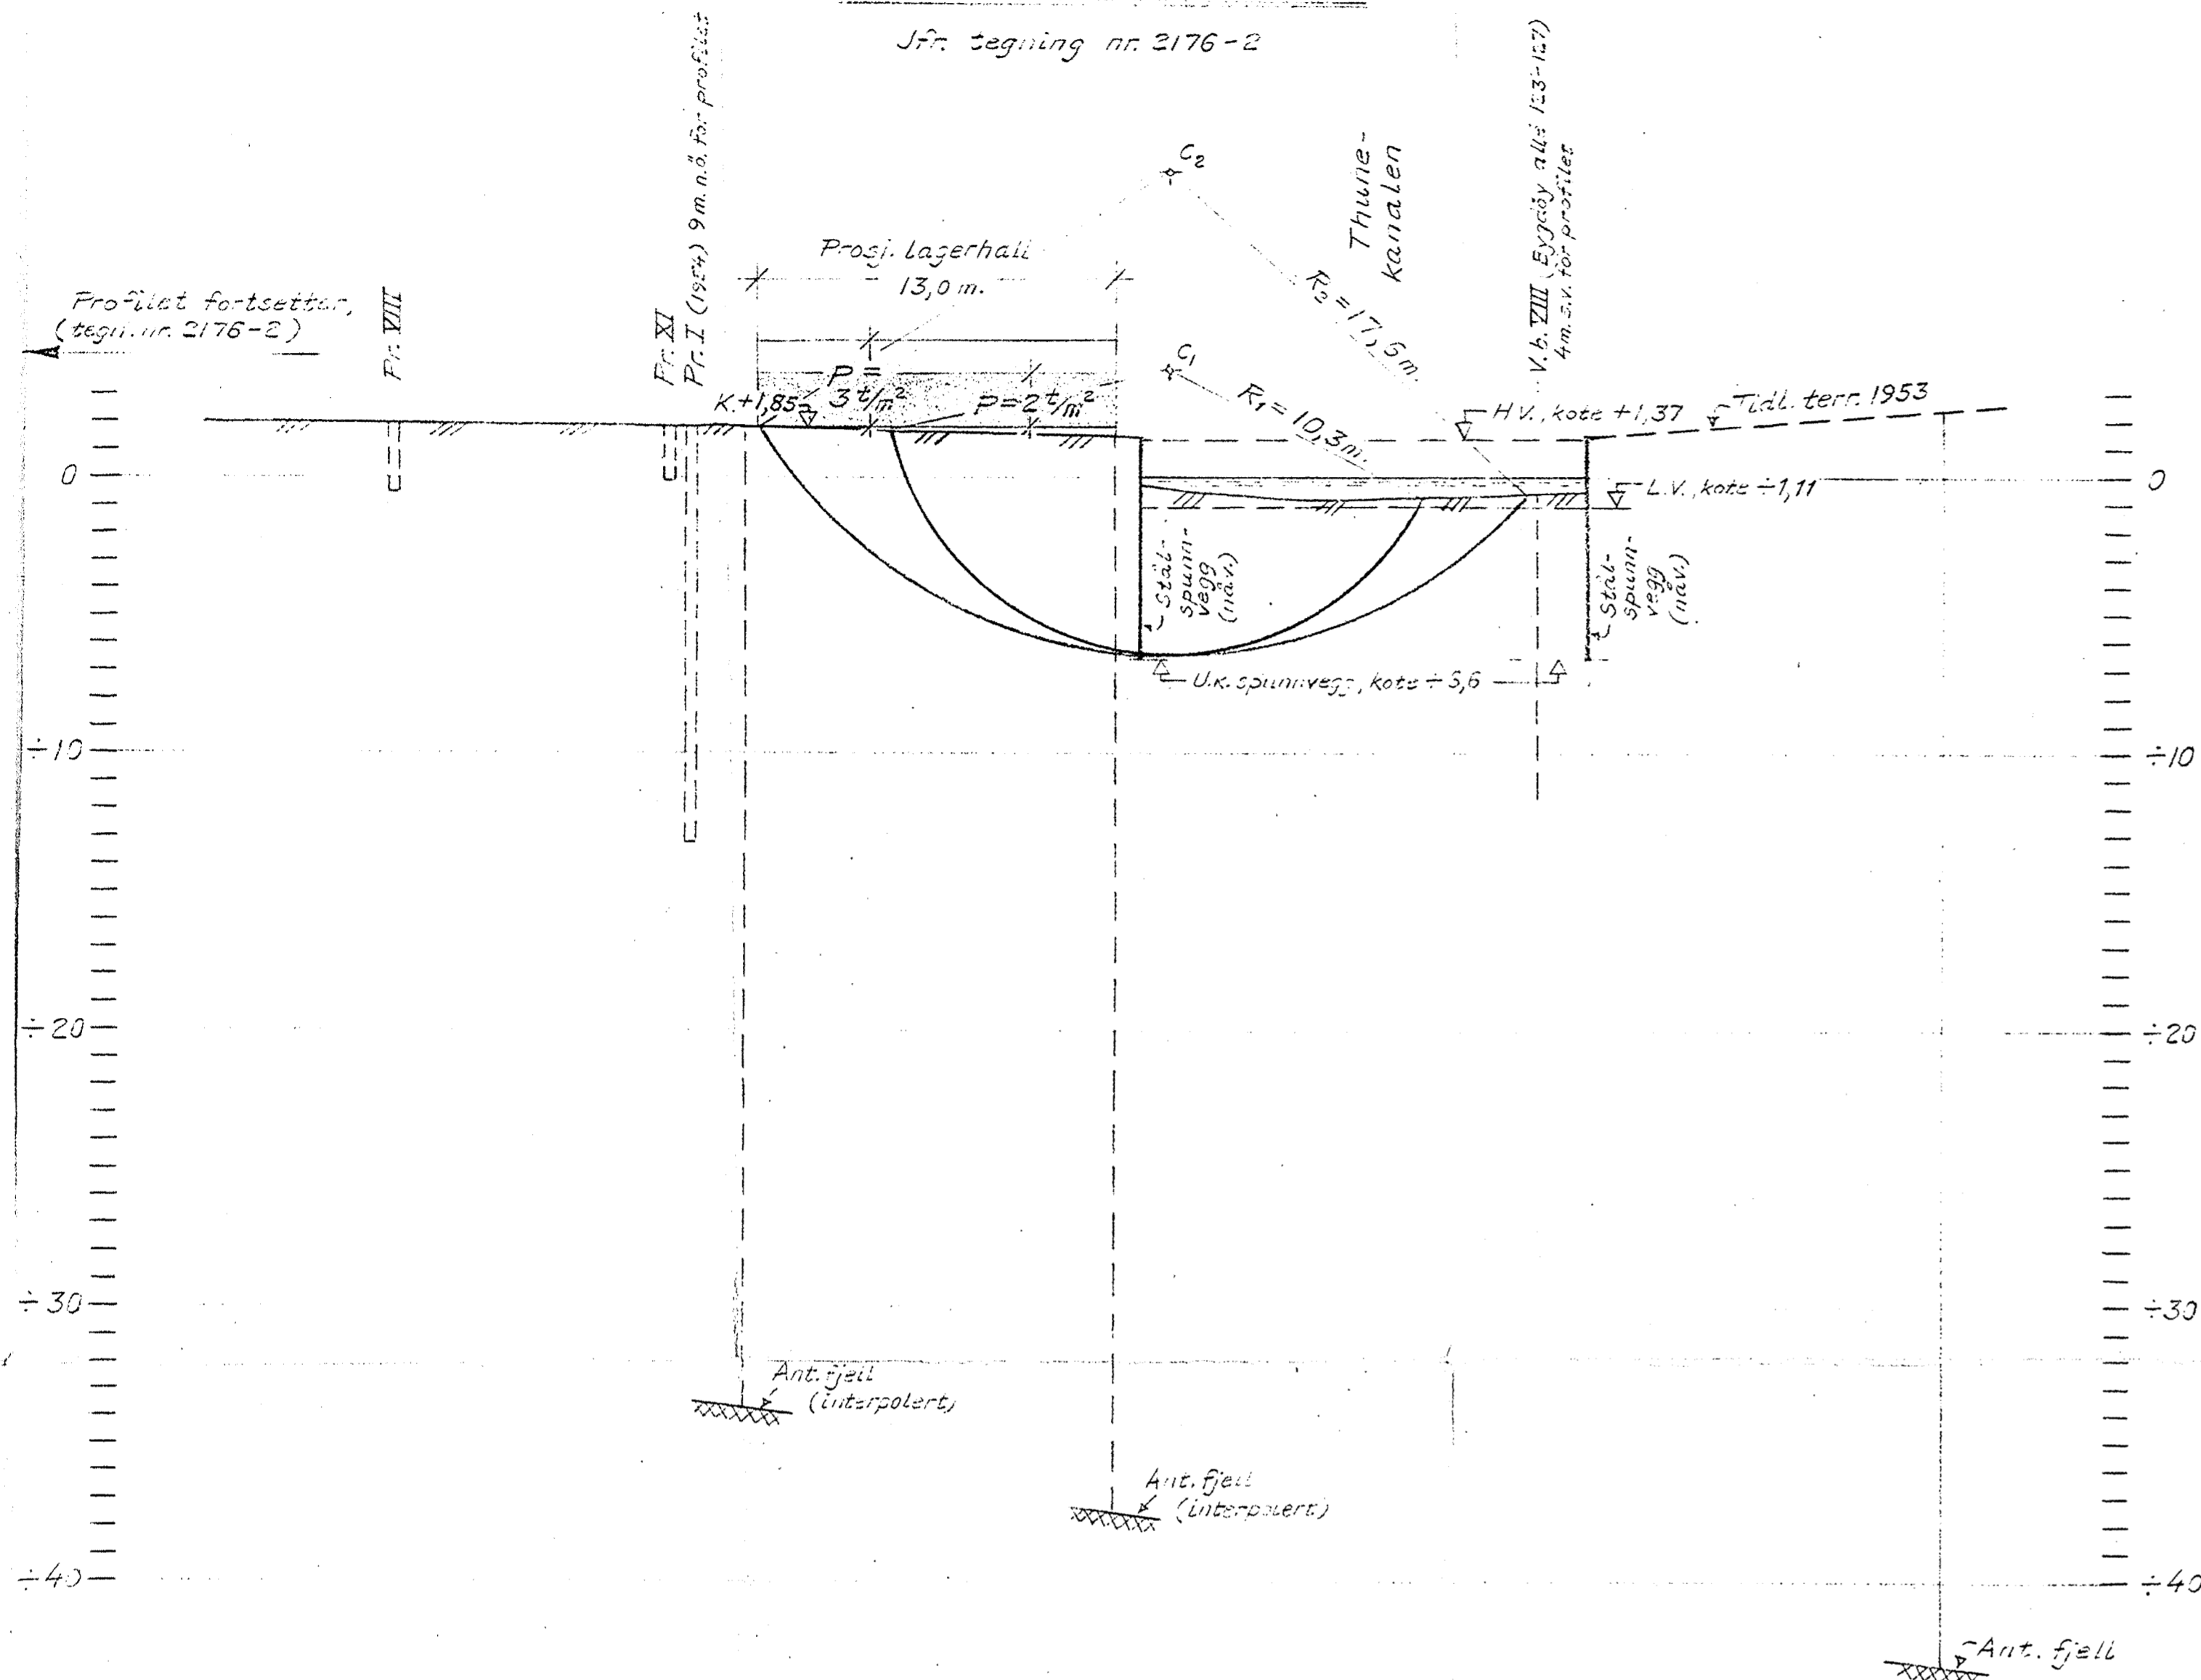 Jfr. tegning nr. 2176-2
Profilet fortsetter,
(tegn. nr. 2176-2)
Pr. VIII
Pr. XI
Pr. I (1954) 9 m. n.ö. for profilet
Prosj. lagerhall
13,0 m.
C2
C1
R2 = 17,5 m.
R1 = 10,3 m.
Thune-
kanalen
V.b. VIII (Bygdøy allé 123-127)
4m. s.v. for profilet
K.+1,85
p =
3 t/m²
p=2 t/m²
H.V., kote +1,37
Tidl. terr. 1953
L.V., kote ÷1,11
Stål-
spunn-
vegg
(nåv.)
Stål-
spunn-
vegg
(nåv.)
U.k. spunnvegg, kote ÷6,6
0
÷10
÷20
÷30
÷40
0
÷10
÷20
÷30
÷40
Ant. fjell
(interpolert)
Ant. fjell
(interpolert)
Ant. fjell